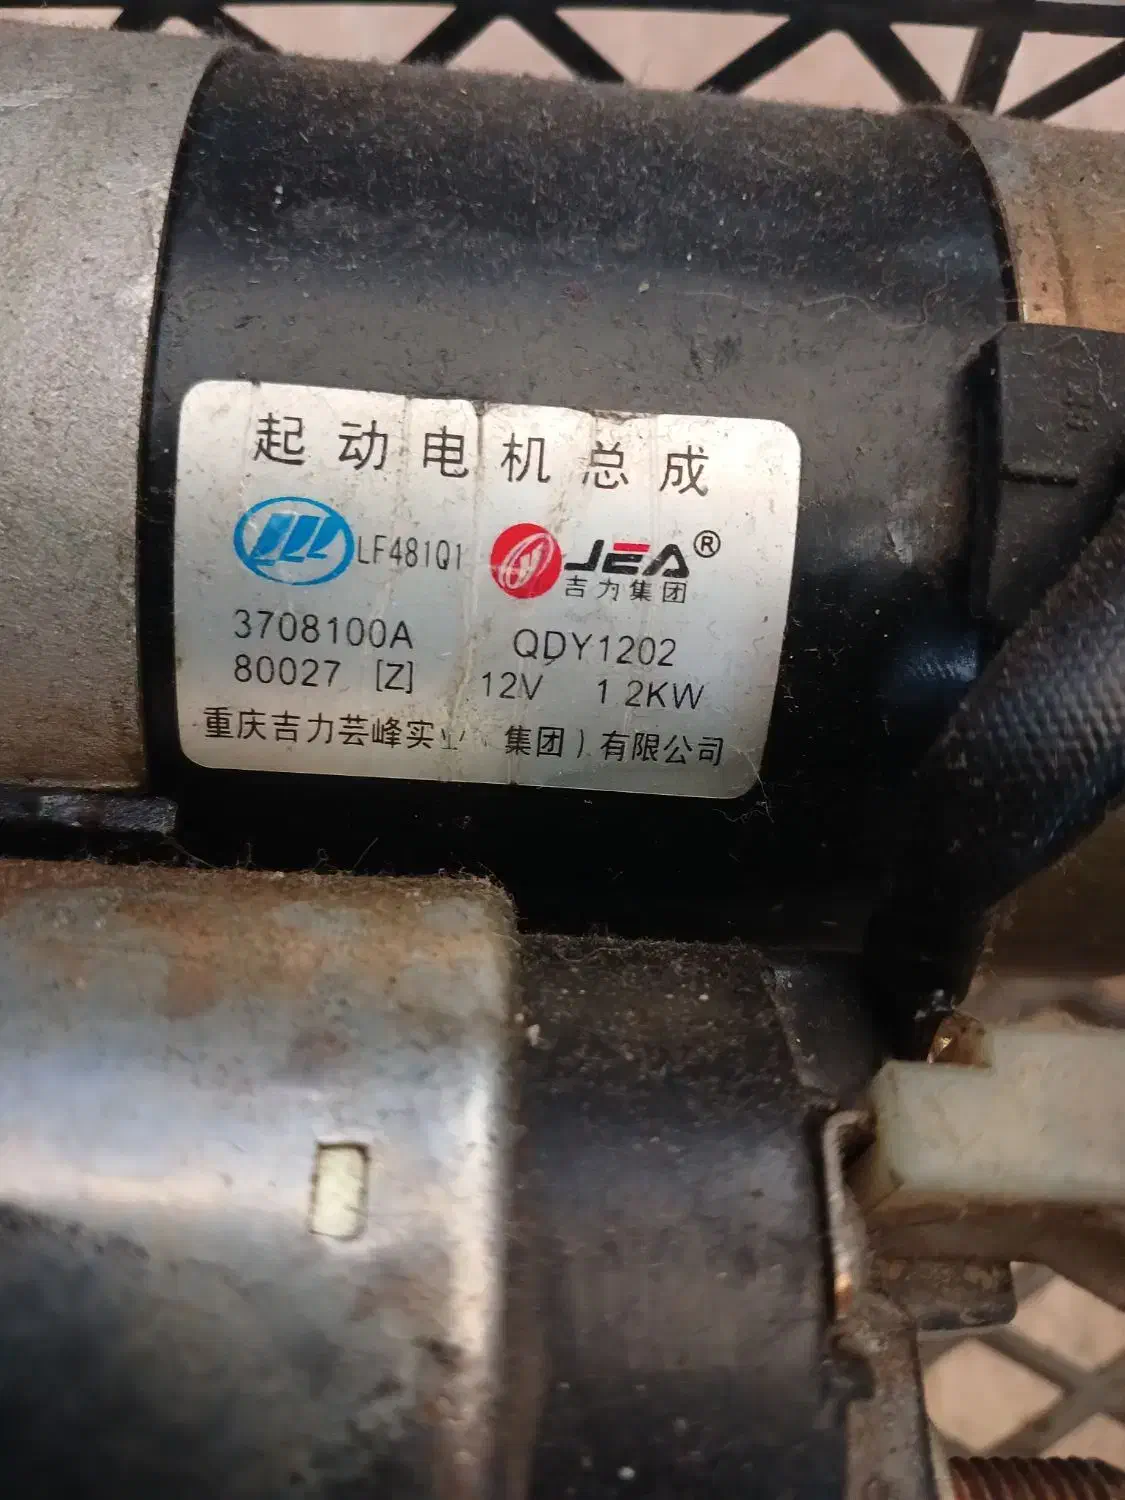 起动电机总成
LF481Q1 JEA®
吉力集团
3708100A QDY1202
80027 [Z] 12V 1.2KW
重庆吉力芸峰实业（集团）有限公司